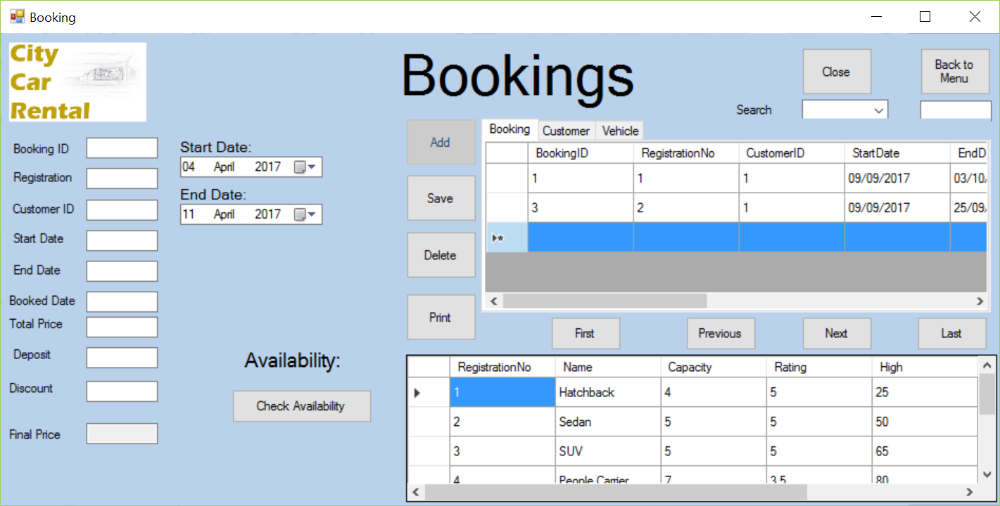 Booking
City
Car
Rental
Bookings
Close
Back to
Menu
Search
Booking ID
Registration
Customer ID
Start Date
End Date
Booked Date
Total Price
Deposit
Discount
Final Price
Start Date:
04 April 2017
End Date:
11 April 2017
Availability:
Check Availability
Add
Save
Delete
Print
Booking Customer Vehicle
BookingID RegistrationNo CustomerID StartDate EndD
1 1 1 09/09/2017 03/10/
3 2 1 09/09/2017 25/09/
First Previous Next Last
RegistrationNo Name Capacity Rating High
1 Hatchback 4 5 25
2 Sedan 5 5 50
3 SUV 5 5 65
4 People Carrier 7 3.5 80